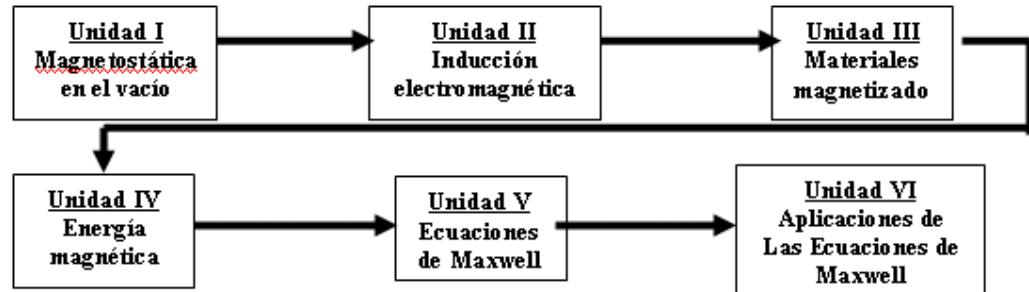 Unidad I
Magnetostática
en el vacío
Unidad II
Inducción
electromagnética
Unidad III
Materiales
magnetizado
Unidad IV
Energía
magnética
Unidad V
Ecuaciones
de Maxwell
Unidad VI
Aplicaciones de
Las Ecuaciones de
Maxwell